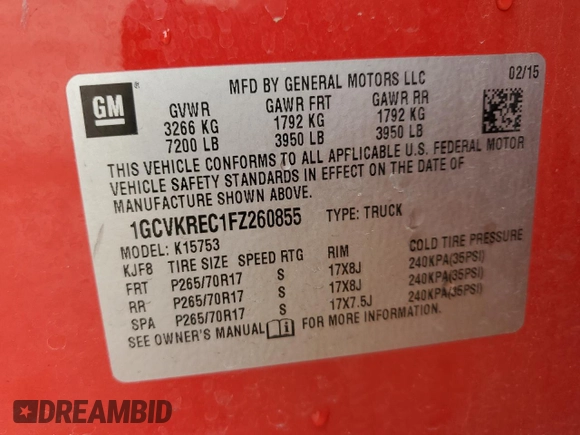 MFD BY GENERAL MOTORS LLC 02/15
GM
GVWR GAWR FRT GAWR RR
3266 KG 1792 KG 1792 KG
7200 LB 3950 LB 3950 LB
THIS VEHICLE CONFORMS TO ALL APPLICABLE U.S. FEDERAL MOTOR
VEHICLE SAFETY STANDARDS IN EFFECT ON THE DATE OF
MANUFACTURE SHOWN ABOVE.
1GCVKREC1FZ260855 TYPE: TRUCK
MODEL: K15753
KJF8 TIRE SIZE SPEED RTG RIM COLD TIRE PRESSURE
FRT P265/70R17 S 17X8J 240KPA(35PSI)
RR P265/70R17 S 17X8J 240KPA(35PSI)
SPA P265/70R17 S 17X7.5J 240KPA(35PSI)
SEE OWNER'S MANUAL i FOR MORE INFORMATION.
DREAMBID